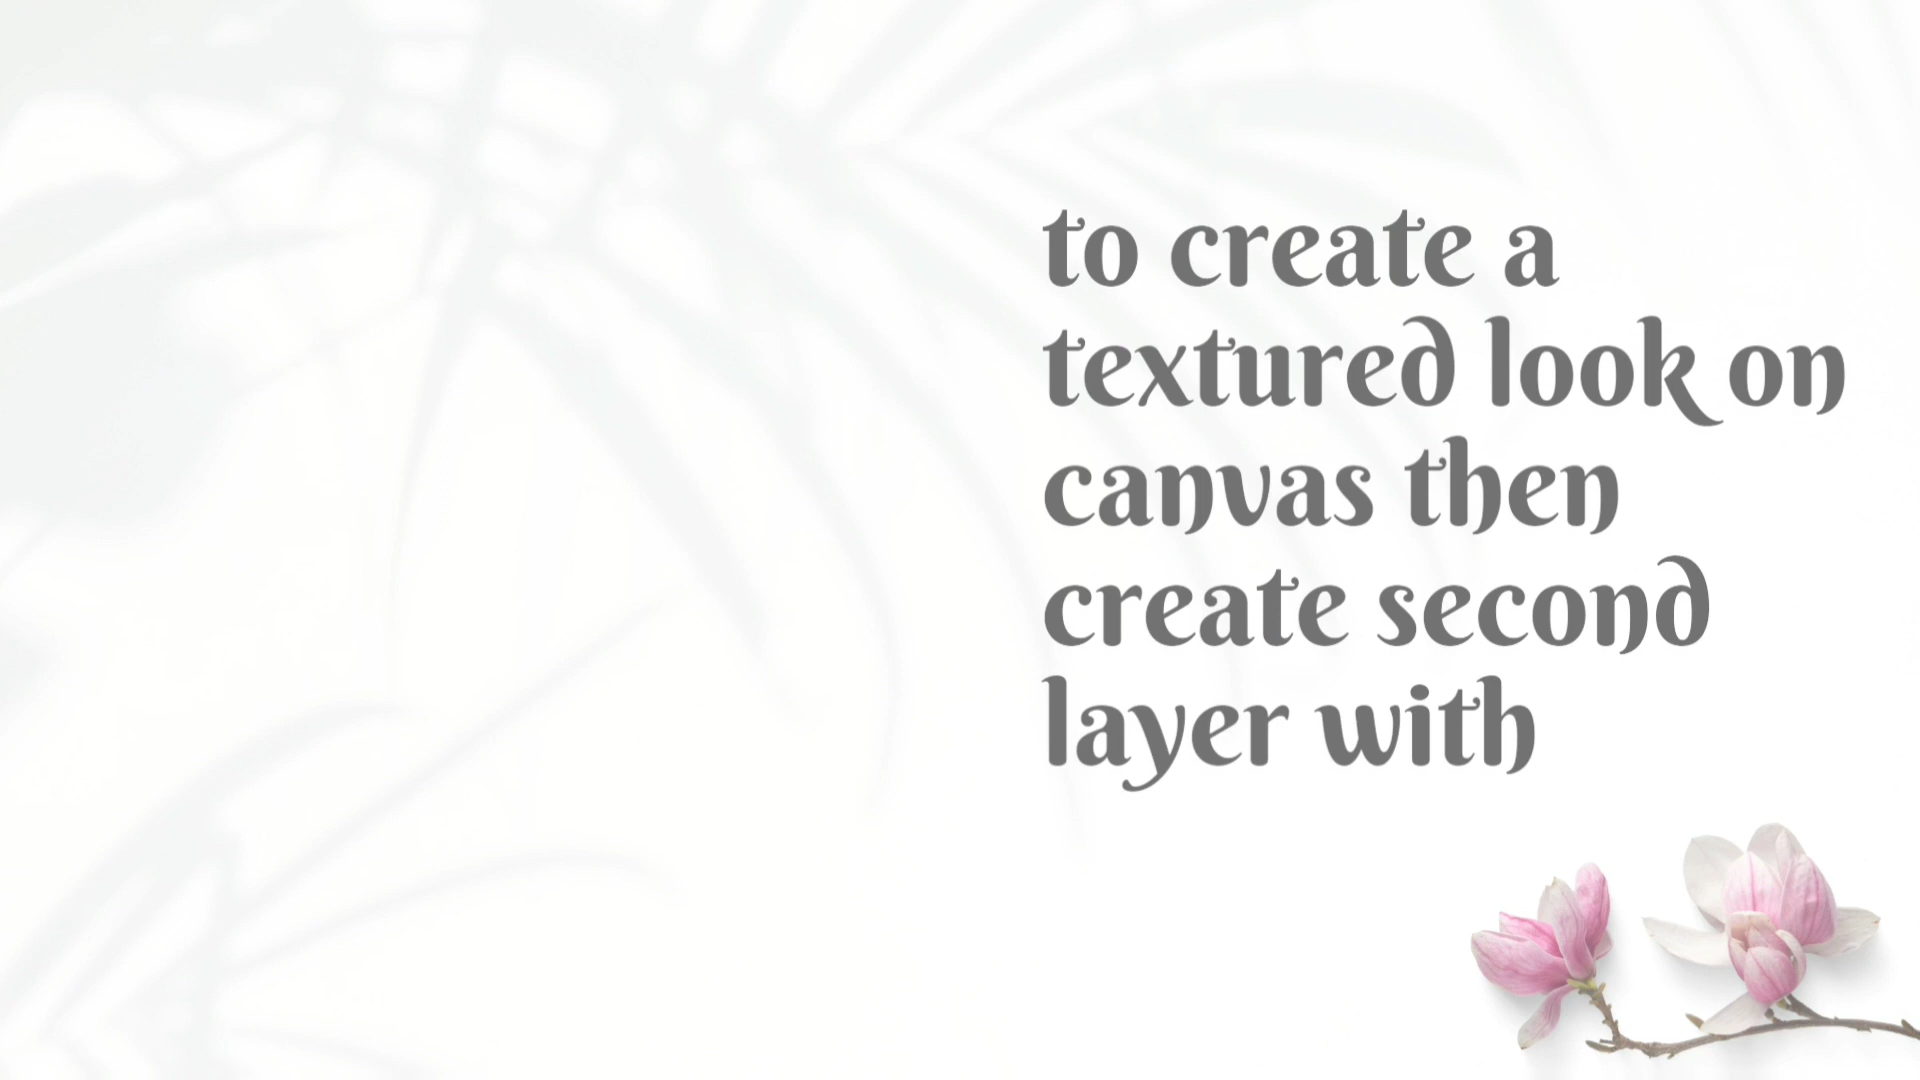 to create a
textured look on
canvas then
create second
layer with